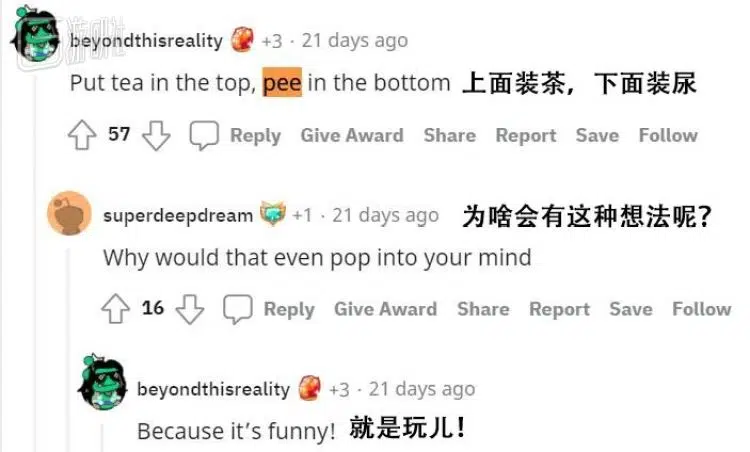 游研社
beyondthisreality +3 · 21 days ago
Put tea in the top, pee in the bottom 上面装茶，下面装尿
57 Reply Give Award Share Report Save Follow
superdeepdream +1 · 21 days ago 为啥会有这种想法呢？
Why would that even pop into your mind
16 Reply Give Award Share Report Save Follow
beyondthisreality +3 · 21 days ago
Because it’s funny! 就是玩儿！